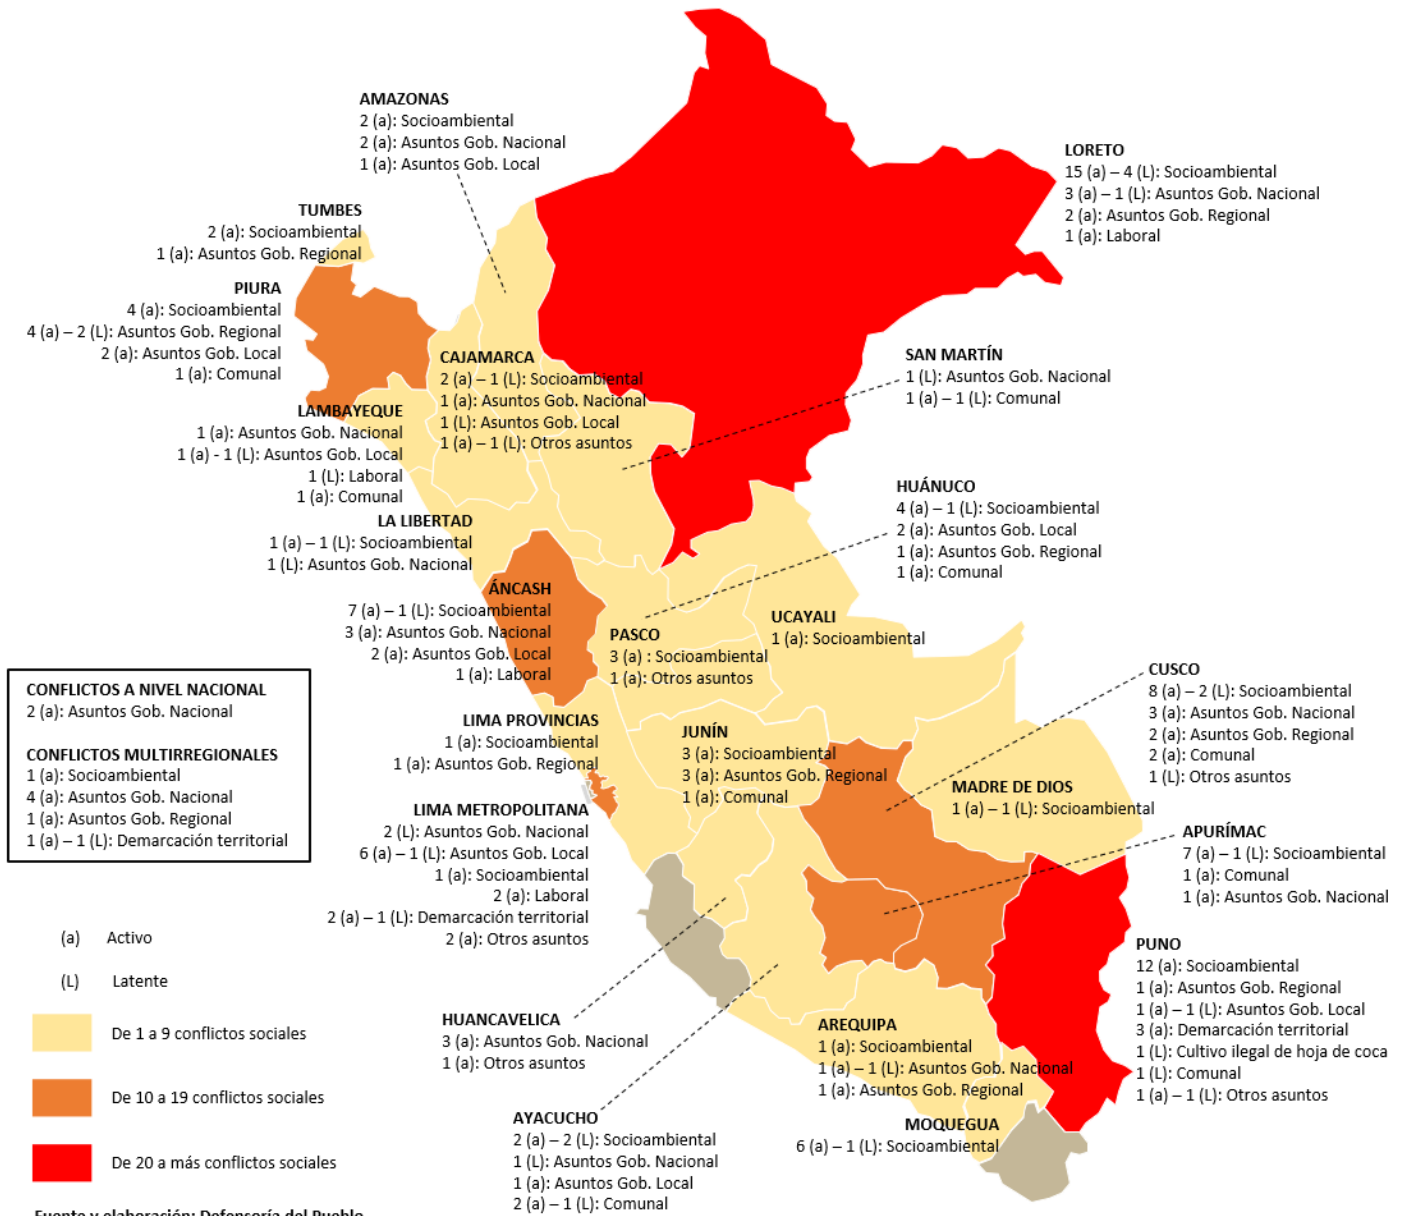 AMAZONAS
2 (a): Socioambiental
2 (a): Asuntos Gob. Nacional
1 (a): Asuntos Gob. Local
LORETO
15 (a) – 4 (L): Socioambiental
3 (a) – 1 (L): Asuntos Gob. Nacional
2 (a): Asuntos Gob. Regional
1 (a): Laboral
TUMBES
2 (a): Socioambiental
1 (a): Asuntos Gob. Regional
PIURA
4 (a): Socioambiental
4 (a) – 2 (L): Asuntos Gob. Regional
2 (a): Asuntos Gob. Local
1 (a): Comunal
CAJAMARCA
2 (a) – 1 (L): Socioambiental
1 (a): Asuntos Gob. Nacional
1 (L): Asuntos Gob. Local
1 (a) – 1 (L): Otros asuntos
SAN MARTÍN
1 (L): Asuntos Gob. Nacional
1 (a) – 1 (L): Comunal
LAMBAYEQUE
1 (a): Asuntos Gob. Nacional
1 (a) - 1 (L): Asuntos Gob. Local
1 (L): Laboral
1 (a): Comunal
HUÁNUCO
4 (a) – 1 (L): Socioambiental
2 (a): Asuntos Gob. Local
1 (a): Asuntos Gob. Regional
1 (a): Comunal
LA LIBERTAD
1 (a) – 1 (L): Socioambiental
1 (L): Asuntos Gob. Nacional
ÁNCASH
7 (a) – 1 (L): Socioambiental
3 (a): Asuntos Gob. Nacional
2 (a): Asuntos Gob. Local
1 (a): Laboral
PASCO
3 (a) : Socioambiental
1 (a): Otros asuntos
UCAYALI
1 (a): Socioambiental
CUSCO
8 (a) – 2 (L): Socioambiental
3 (a): Asuntos Gob. Nacional
2 (a): Asuntos Gob. Regional
2 (a): Comunal
1 (L): Otros asuntos
CONFLICTOS A NIVEL NACIONAL
2 (a): Asuntos Gob. Nacional
CONFLICTOS MULTIRREGIONALES
1 (a): Socioambiental
4 (a): Asuntos Gob. Nacional
1 (a): Asuntos Gob. Regional
1 (a) – 1 (L): Demarcación territorial
LIMA PROVINCIAS
1 (a): Socioambiental
1 (a): Asuntos Gob. Regional
JUNÍN
3 (a): Socioambiental
3 (a): Asuntos Gob. Regional
1 (a): Comunal
MADRE DE DIOS
1 (a) – 1 (L): Socioambiental
LIMA METROPOLITANA
2 (L): Asuntos Gob. Nacional
6 (a) – 1 (L): Asuntos Gob. Local
1 (a): Socioambiental
2 (a): Laboral
2 (a) – 1 (L): Demarcación territorial
2 (a): Otros asuntos
APURÍMAC
7 (a) – 1 (L): Socioambiental
1 (a): Comunal
1 (a): Asuntos Gob. Nacional
PUNO
12 (a): Socioambiental
1 (a): Asuntos Gob. Regional
1 (a) – 1 (L): Asuntos Gob. Local
3 (a): Demarcación territorial
1 (L): Cultivo ilegal de hoja de coca
1 (L): Comunal
1 (a) – 1 (L): Otros asuntos
(a) Activo
(L) Latente
De 1 a 9 conflictos sociales
De 10 a 19 conflictos sociales
De 20 a más conflictos sociales
HUANCAVELICA
3 (a): Asuntos Gob. Nacional
1 (a): Otros asuntos
AREQUIPA
1 (a): Socioambiental
1 (a) – 1 (L): Asuntos Gob. Nacional
1 (a): Asuntos Gob. Regional
AYACUCHO
2 (a) – 2 (L): Socioambiental
1 (L): Asuntos Gob. Nacional
1 (a): Asuntos Gob. Local
2 (a) – 1 (L): Comunal
MOQUEGUA
6 (a) – 1 (L): Socioambiental
Fuente y elaboración: Defensoría del Pueblo